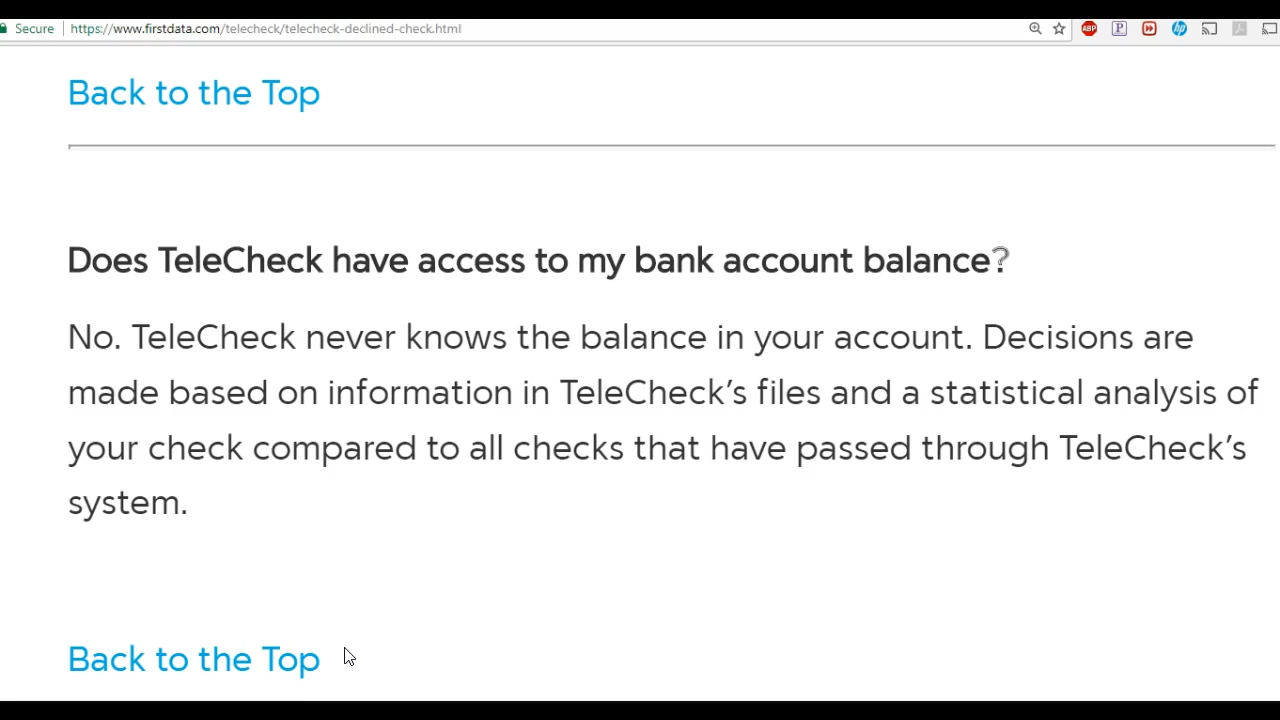 Secure https://www.firstdata.com/telecheck/telecheck-declined-check.html
ABP
P
hp
Back to the Top
Does TeleCheck have access to my bank account balance?
No. TeleCheck never knows the balance in your account. Decisions are
made based on information in TeleCheck’s files and a statistical analysis of
your check compared to all checks that have passed through TeleCheck’s
system.
Back to the Top